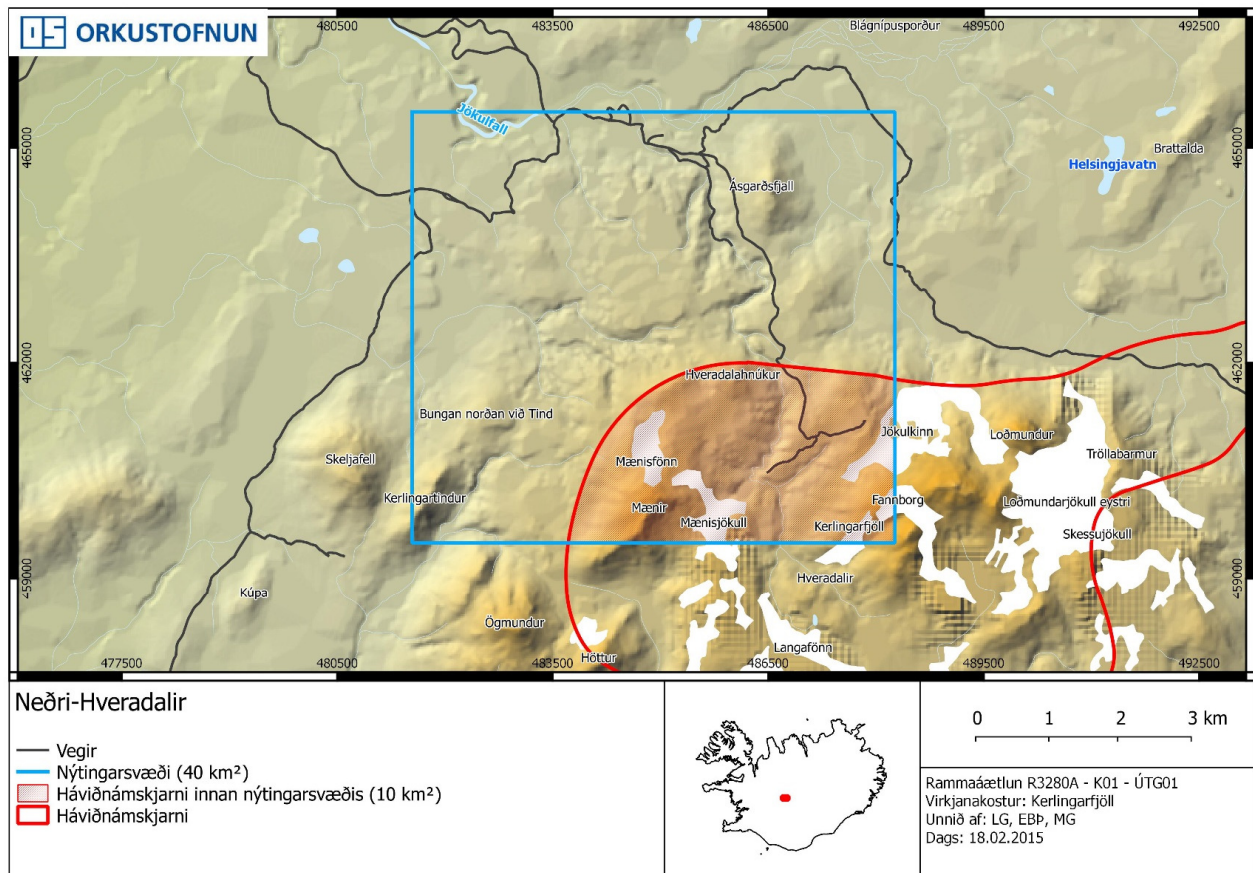 OS ORKUSTOFNUN
480500
483500
486500
489500
492500
Blágnípusporður
Jökulfall
465000
465000
Brattalda
Helsingjavatn
Ásgarðsfjall
462000
462000
Hveradalahnúkur
Bungan norðan við Tind
Jökulkinn
Loðmundur
Skeljafell
Mænisfönn
Tröllabarmur
Kerlingartindur
Fannborg
Loðmundarjökull eystri
Mænir
Mænisjökull
Kerlingarfjöll
Skessujökull
459000
459000
Hveradalir
Kúpa
Ögmundur
Höttur
Langafönn
477500
480500
483500
486500
489500
492500
Neðri-Hveradalir
Vegir
Nýtingarsvæði (40 km²)
Háviðnámskjarni innan nýtingarsvæðis (10 km²)
Háviðnámskjarni
0 1 2 3 km
Rammaáætlun R3280A - K01 - ÚTG01
Virkjanakostur: Kerlingarfjöll
Unnið af: LG, EBÞ, MG
Dags: 18.02.2015